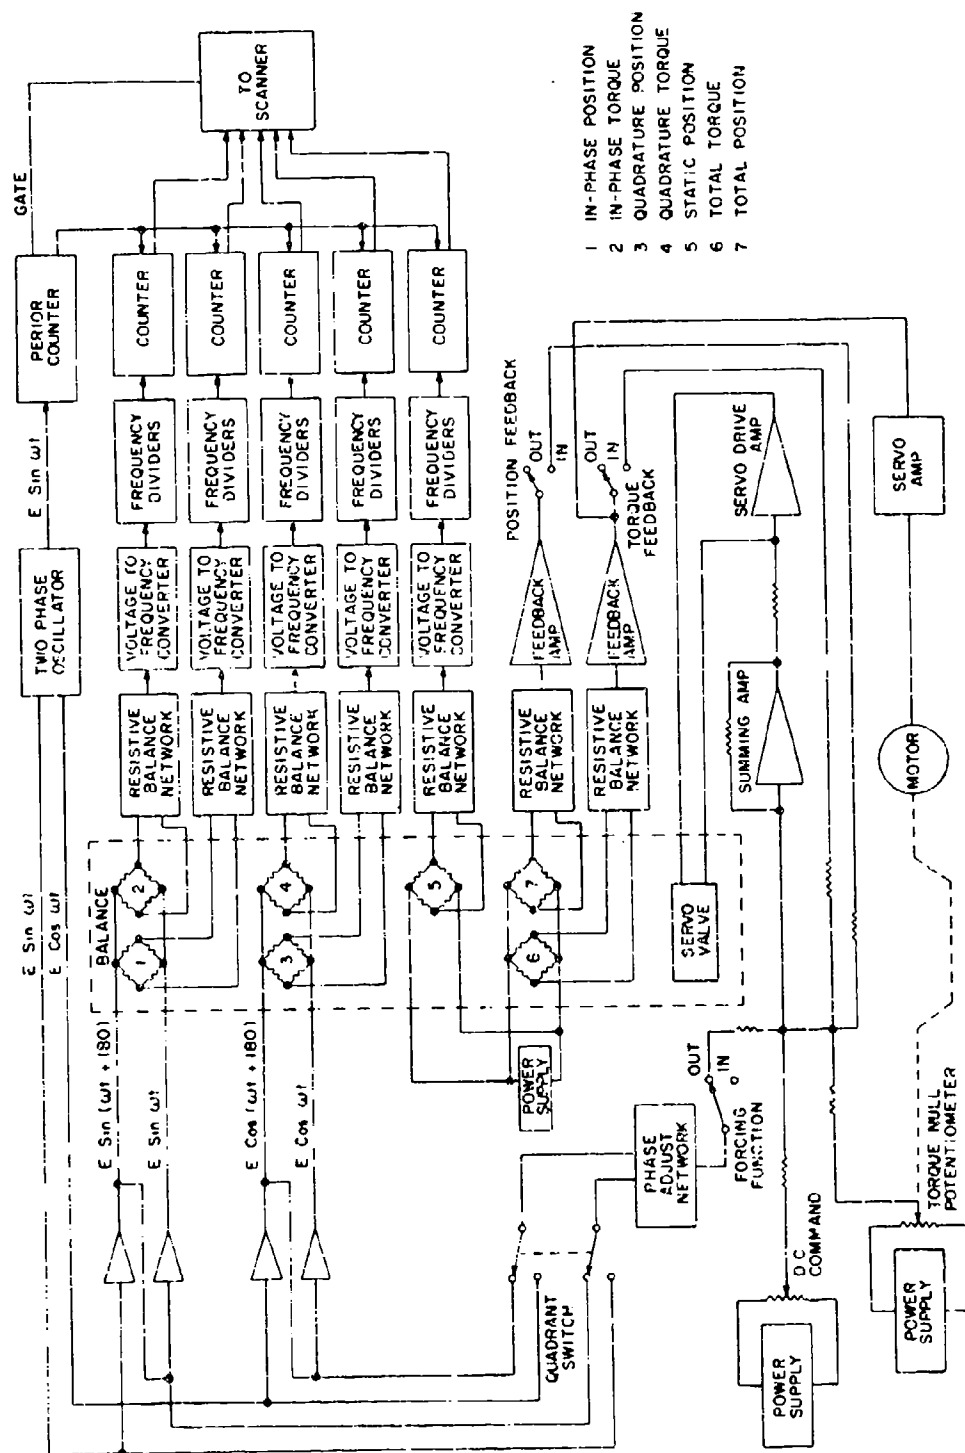 E Sin ωt
E Cos ωt
TWO PHASE
OSCILLATOR
E Sin ωt
PERIOR
COUNTER
GATE
TO
SCANNER
E Sin (ωt + 180)
E Sin ωt
E Cos (ωt + 180)
E Cos ωt
BALANCE
1
2
3
4
5
6
7
RESISTIVE
BALANCE
NETWORK
VOLTAGE TO
FREQUENCY
CONVERTER
FREQUENCY
DIVIDERS
COUNTER
RESISTIVE
BALANCE
NETWORK
VOLTAGE TO
FREQUENCY
CONVERTER
FREQUENCY
DIVIDERS
COUNTER
RESISTIVE
BALANCE
NETWORK
VOLTAGE TO
FREQUENCY
CONVERTER
FREQUENCY
DIVIDERS
COUNTER
RESISTIVE
BALANCE
NETWORK
VOLTAGE TO
FREQUENCY
CONVERTER
FREQUENCY
DIVIDERS
COUNTER
RESISTIVE
BALANCE
NETWORK
VOLTAGE TO
FREQUENCY
CONVERTER
FREQUENCY
DIVIDERS
COUNTER
POWER
SUPPLY
RESISTIVE
BALANCE
NETWORK
FEEDBACK
AMP
POSITION FEEDBACK
OUT
IN
RESISTIVE
BALANCE
NETWORK
FEEDBACK
AMP
OUT
IN
TORQUE
FEEDBACK
QUADRANT
SWITCH
PHASE
ADJUST
NETWORK
OUT
IN
FORCING
FUNCTION
SERVO
VALVE
SUMMING AMP
SERVO DRIVE
AMP
POWER
SUPPLY
DC
COMMAND
POWER
SUPPLY
TORQUE NULL
POTENTIOMETER
MOTOR
SERVO
AMP
1 IN-PHASE POSITION
2 IN-PHASE TORQUE
3 QUADRATURE POSITION
4 QUADRATURE TORQUE
5 STATIC POSITION
6 TOTAL TORQUE
7 TOTAL POSITION